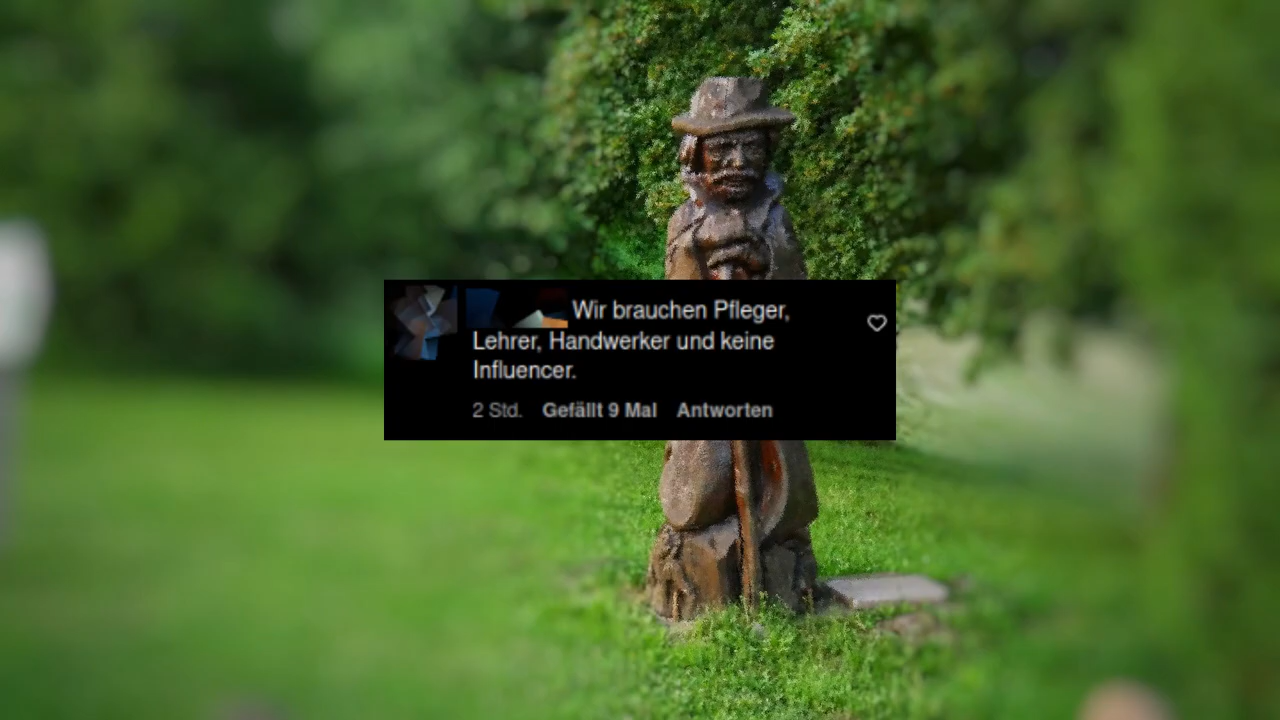 Wir brauchen Pfleger,
Lehrer, Handwerker und keine
Influencer.
2 Std. Gefällt 9 Mal Antworten